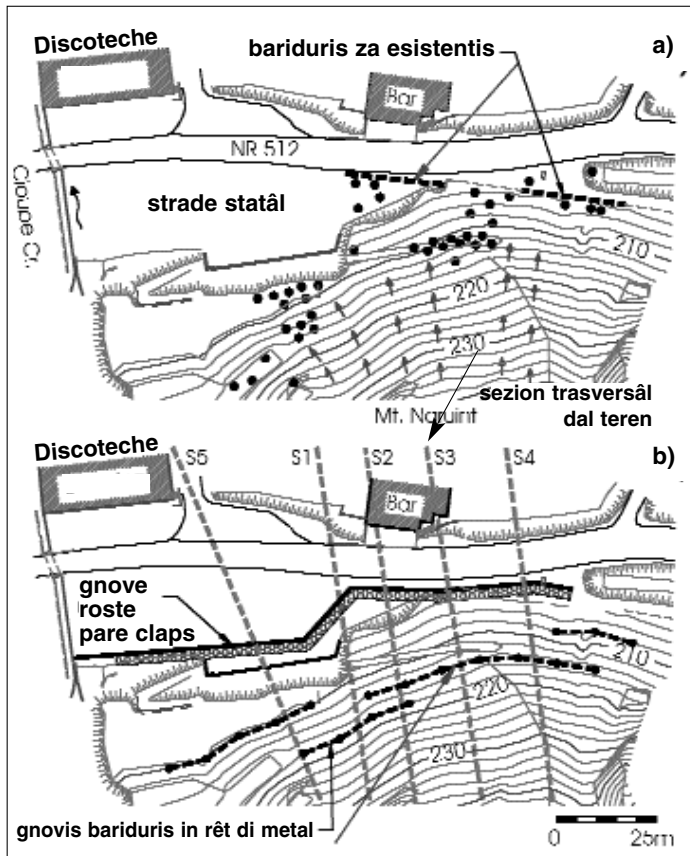 Discoteche
bariduris za esistentis
a)
Bar
NR 512
strade statâl
210
220
230
sezion trasversâl
dal teren
Mt. Naruint
Discoteche
b)
S5
S1
S2
S3
S4
Bar
gnove
roste
pare claps
210
220
230
gnovis bariduris in rêt di metal
0
25m